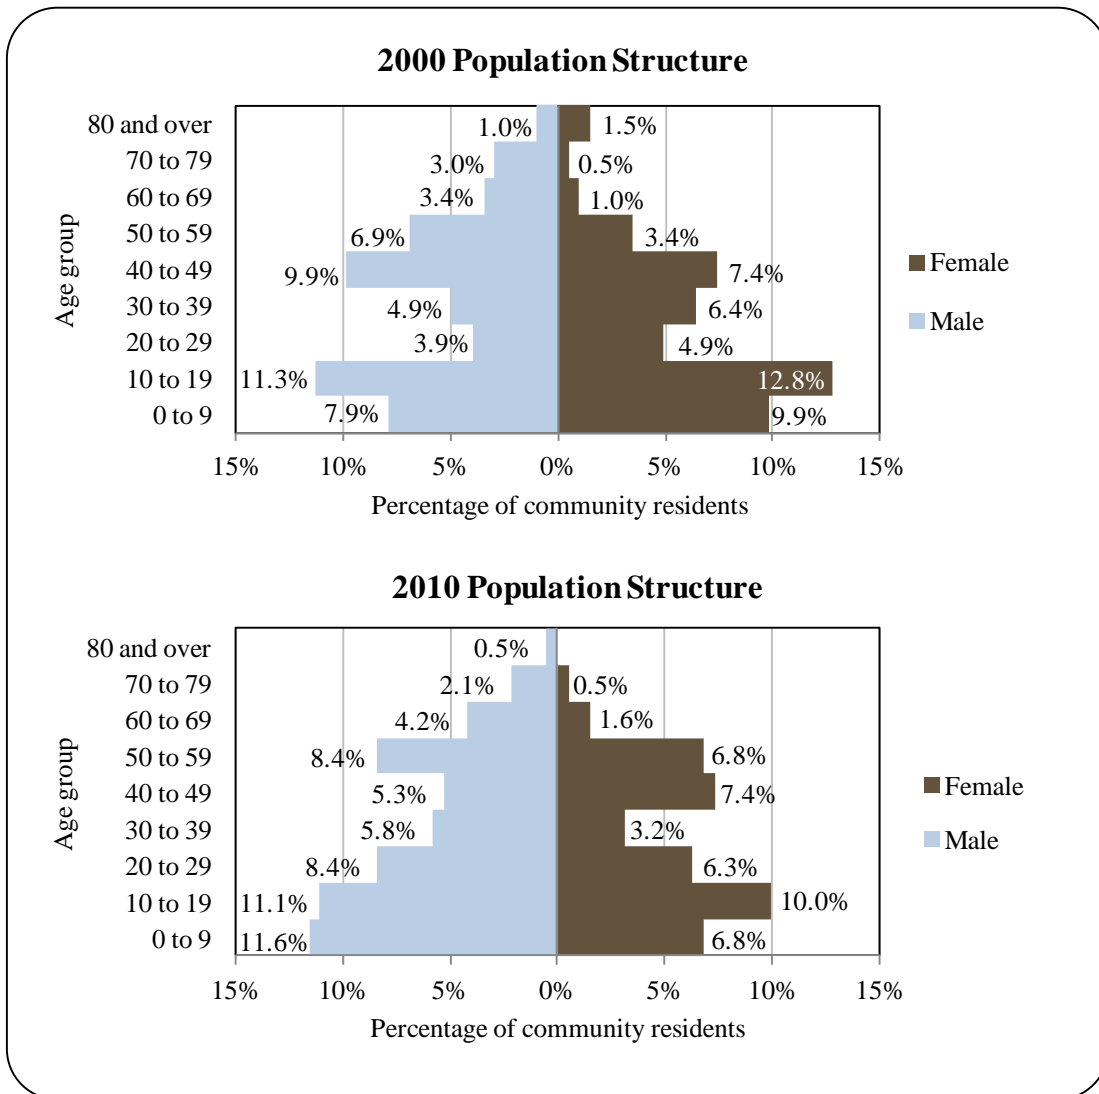 2000 Population Structure
80 and over 1.0% 1.5%
70 to 79 3.0% 0.5%
60 to 69 3.4% 1.0%
50 to 59 6.9% 3.4%
40 to 49 9.9% 7.4%
30 to 39 4.9% 6.4%
20 to 29 3.9% 4.9%
10 to 19 11.3% 12.8%
0 to 9 7.9% 9.9%
Age group
Female
Male
15% 10% 5% 0% 5% 10% 15%
Percentage of community residents
2010 Population Structure
80 and over 0.5%
70 to 79 2.1% 0.5%
60 to 69 4.2% 1.6%
50 to 59 8.4% 6.8%
40 to 49 5.3% 7.4%
30 to 39 5.8% 3.2%
20 to 29 8.4% 6.3%
10 to 19 11.1% 10.0%
0 to 9 11.6% 6.8%
Age group
Female
Male
15% 10% 5% 0% 5% 10% 15%
Percentage of community residents